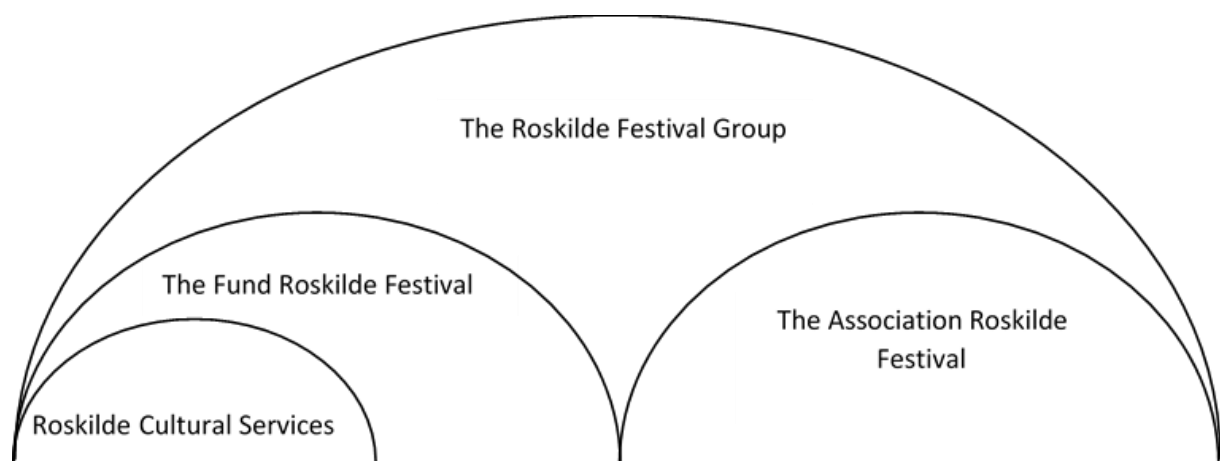 The Roskilde Festival Group
The Fund Roskilde Festival
The Association Roskilde
Festival
Roskilde Cultural Services